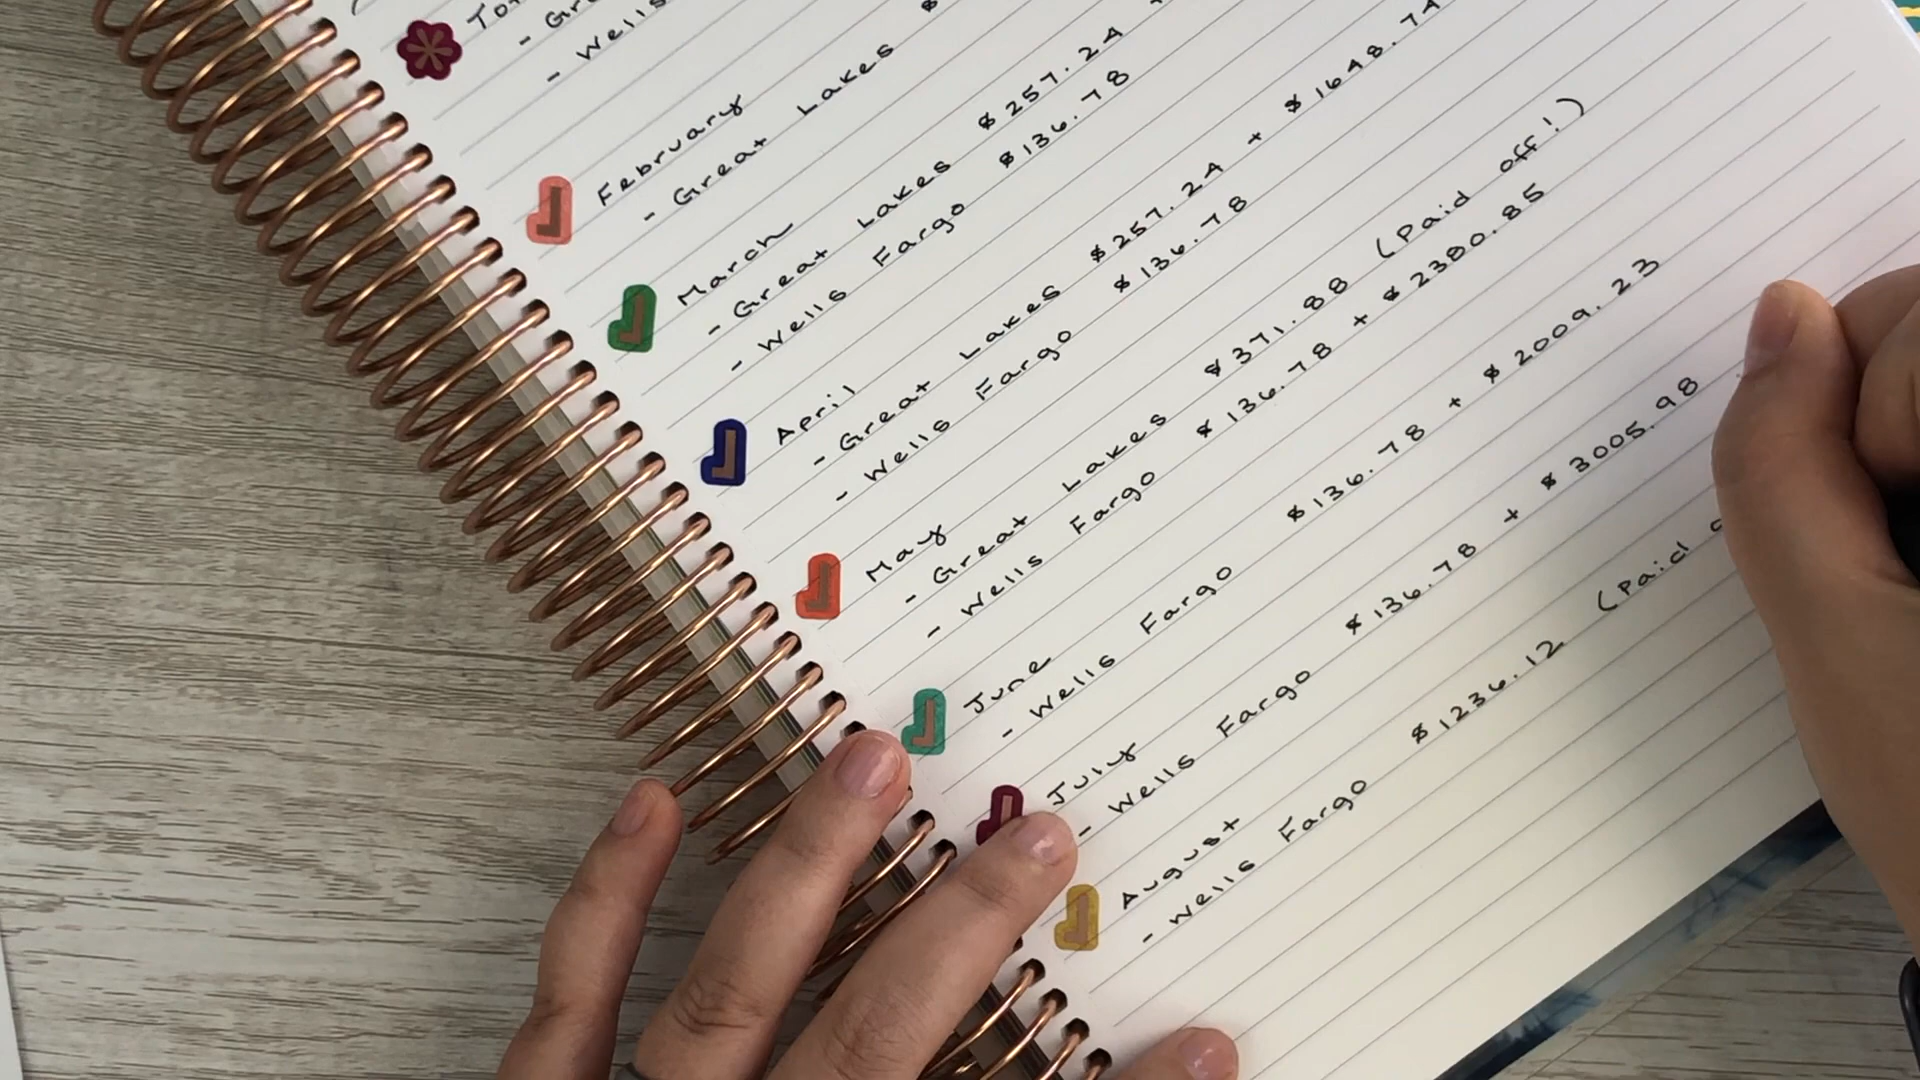 - Wells
February
- Great Lakes
March
- Great Lakes $257.24
- Wells Fargo $136.78
April
- Great Lakes $257.24 + $1648.74
- Wells Fargo $136.78
May
- Great Lakes $371.88 (Paid off!)
- Wells Fargo $136.78 + $2380.85
June
- Wells Fargo $136.78 + $2009.23
July
- Wells Fargo $136.78 + $3005.98
August
- Wells Fargo $1236.12 (Paid